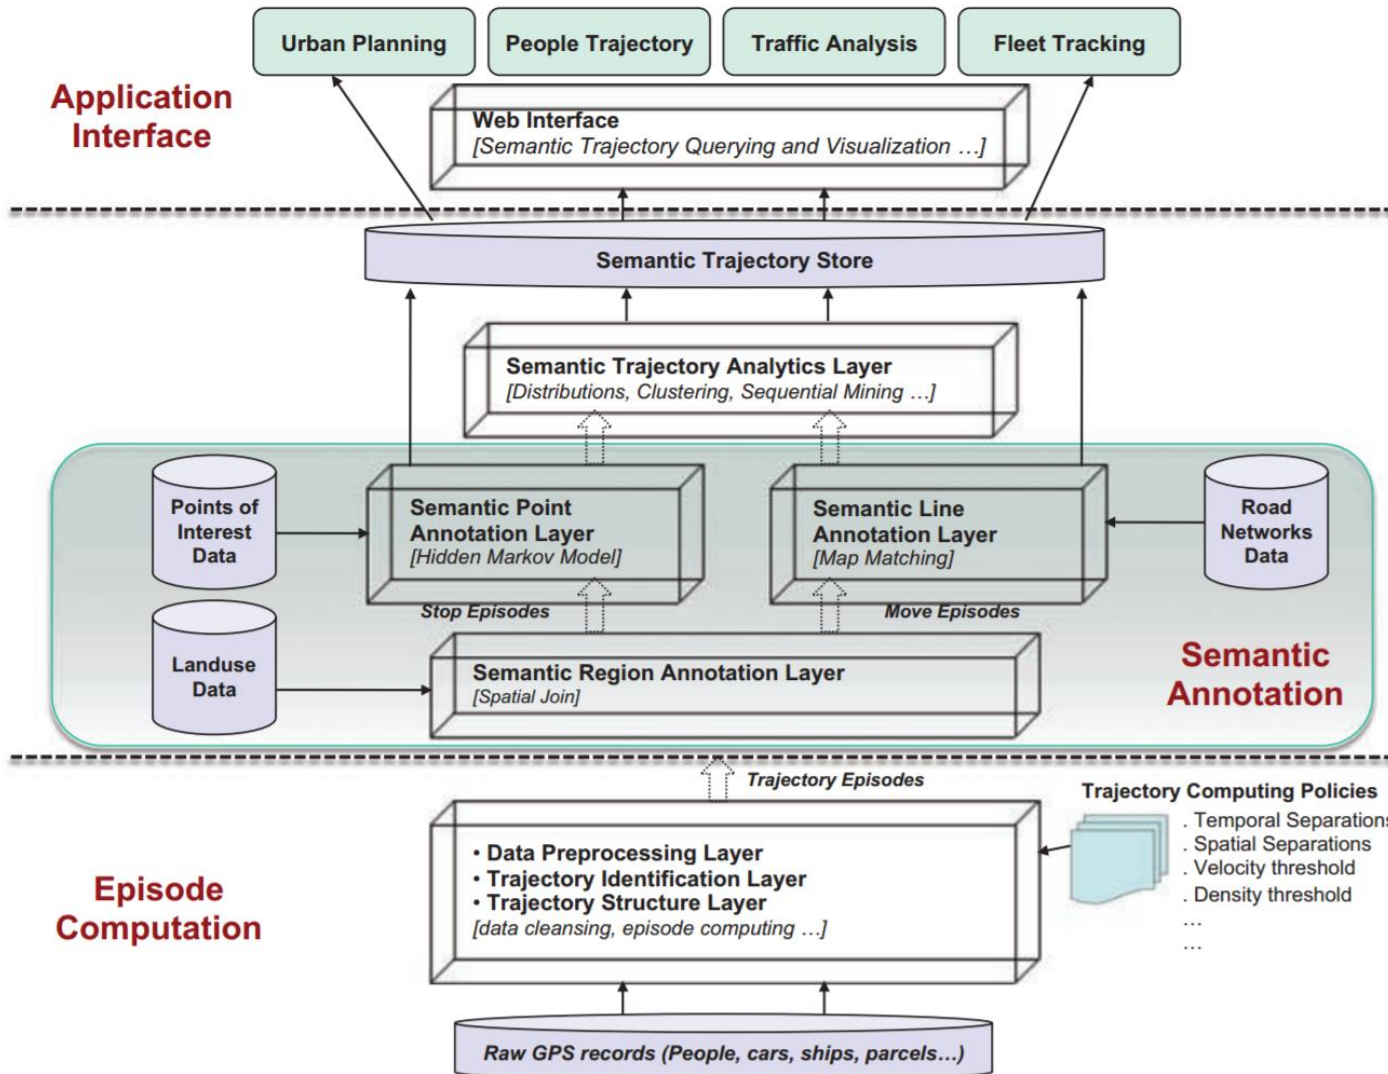 Urban Planning
People Trajectory
Traffic Analysis
Fleet Tracking
Application
Interface
Web Interface
[Semantic Trajectory Querying and Visualization …]
Semantic Trajectory Store
Semantic Trajectory Analytics Layer
[Distributions, Clustering, Sequential Mining …]
Points of
Interest
Data
Semantic Point
Annotation Layer
[Hidden Markov Model]
Semantic Line
Annotation Layer
[Map Matching]
Road
Networks
Data
Stop Episodes
Move Episodes
Landuse
Data
Semantic Region Annotation Layer
[Spatial Join]
Semantic
Annotation
Trajectory Episodes
Trajectory Computing Policies
. Temporal Separations
. Spatial Separations
. Velocity threshold
. Density threshold
…
…
Episode
Computation
• Data Preprocessing Layer
• Trajectory Identification Layer
• Trajectory Structure Layer
[data cleansing, episode computing …]
Raw GPS records (People, cars, ships, parcels…)